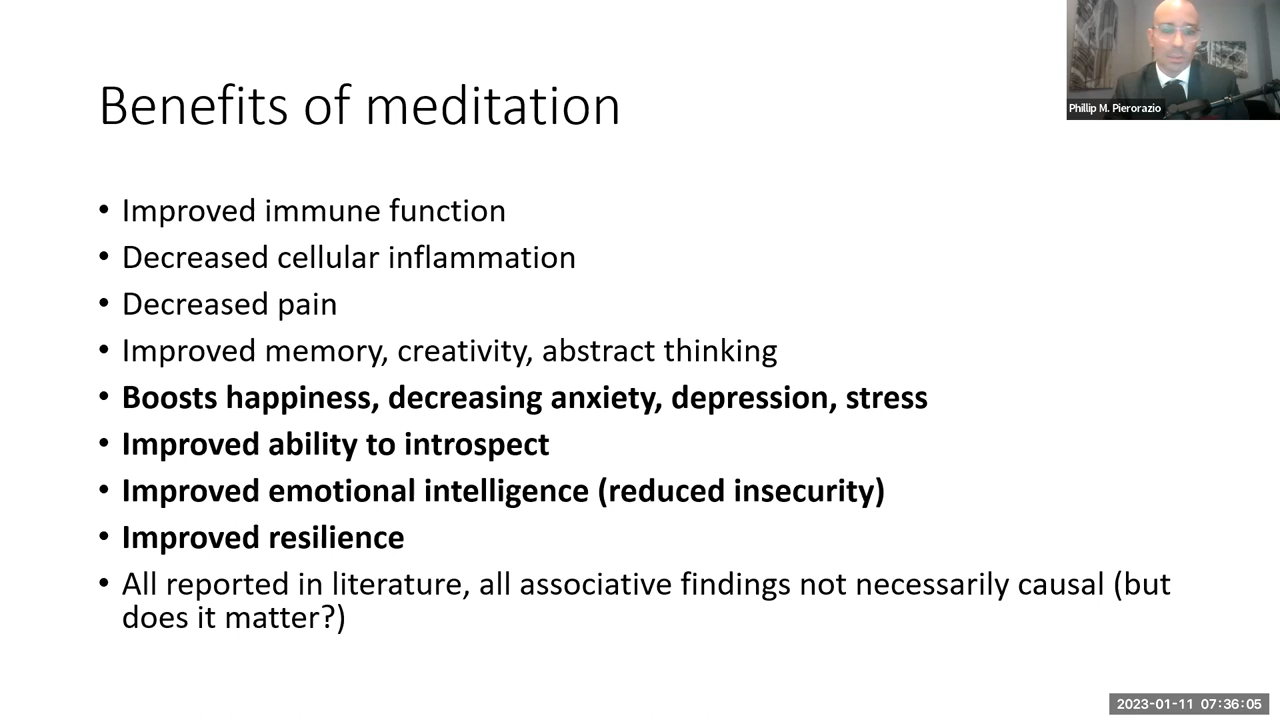 Benefits of meditation
Phillip M. Pierorazio
• Improved immune function
• Decreased cellular inflammation
• Decreased pain
• Improved memory, creativity, abstract thinking
• Boosts happiness, decreasing anxiety, depression, stress
• Improved ability to introspect
• Improved emotional intelligence (reduced insecurity)
• Improved resilience
• All reported in literature, all associative findings not necessarily causal (but
does it matter?)
2023-01-11 07:36:05